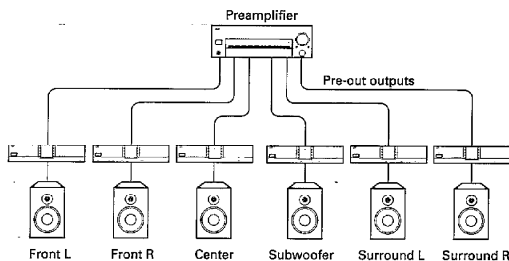 Preamplifier
Pre-out outputs
Front L Front R Center Subwoofer Surround L Surround R